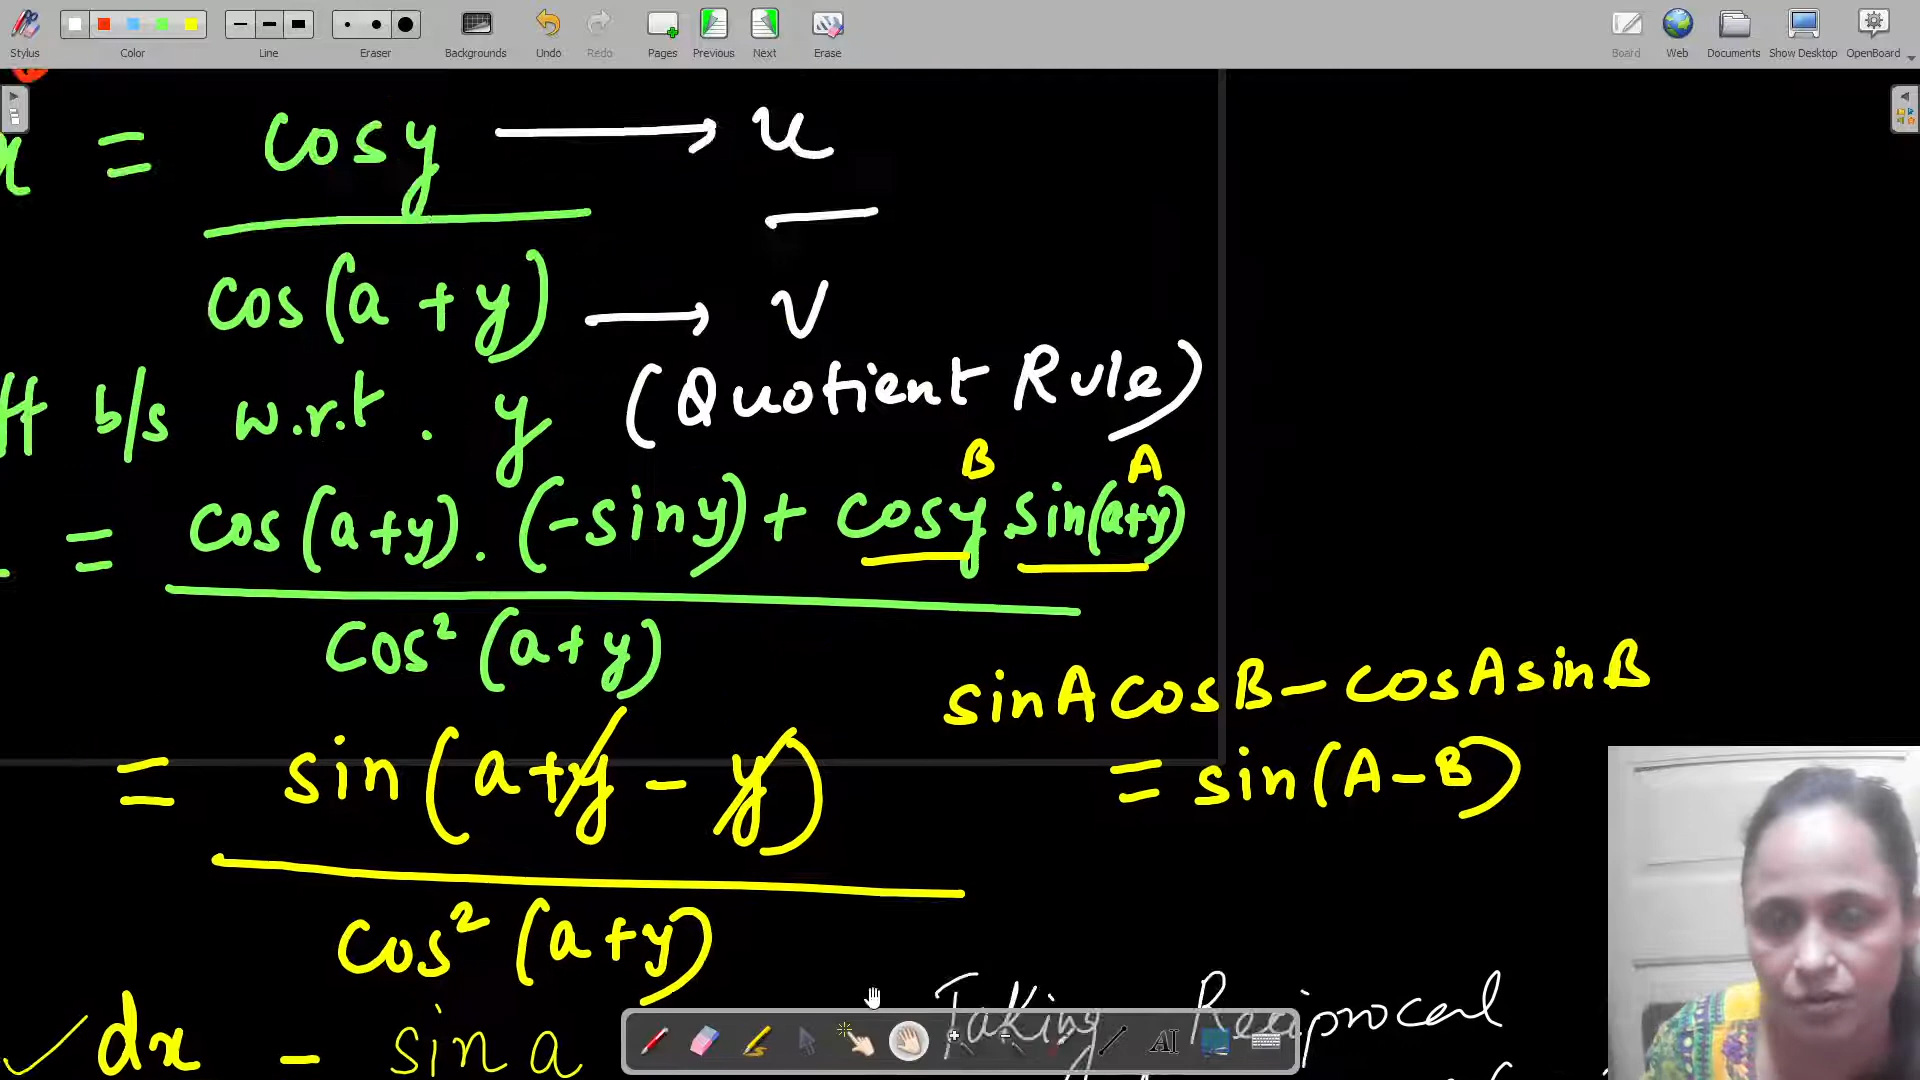 Stylus Color Line Eraser Backgrounds Undo Redo Pages Previous Next Erase Board Web Documents Show Desktop OpenBoard
x = cosy → u
cos(a + y) → v
ff b/s w.r.t. y (Quotient Rule)
B A
= cos(a+y). (-siny) + cosy sin(a+y)
cos² (a+y)
sinA cosB - cosA sinB
= sin(a+y - y)
= sin(A-B)
cos² (a+y)
Taking Reciprocal
✓ dx - sin a
AI